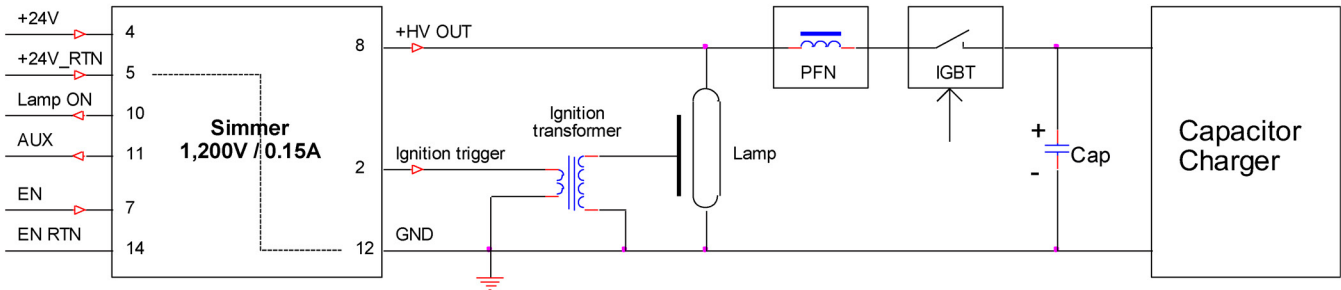 +24V
4
+24V_RTN
5
Lamp ON
10
AUX
11
EN
7
EN RTN
14
Simmer
1,200V / 0.15A
8
+HV OUT
2
Ignition trigger
12
GND
Ignition
transformer
Lamp
PFN
IGBT
+
Cap
-
Capacitor
Charger